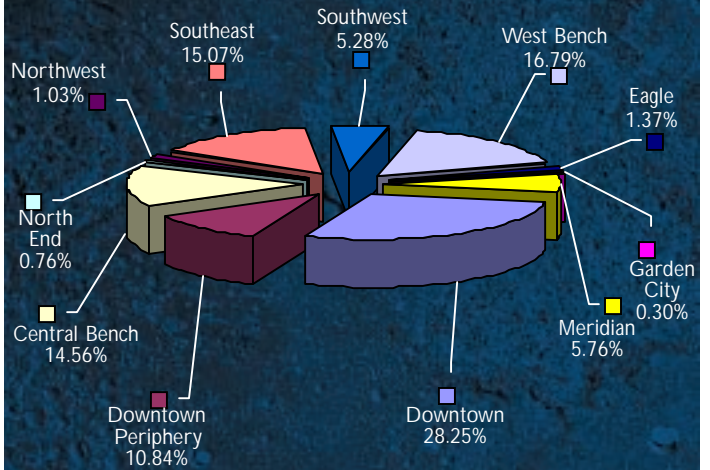 Southwest
5.28%
Southeast
15.07%
West Bench
16.79%
Northwest
1.03%
Eagle
1.37%
North
End
0.76%
Garden
City
0.30%
Central Bench
14.56%
Meridian
5.76%
Downtown
Periphery
10.84%
Downtown
28.25%